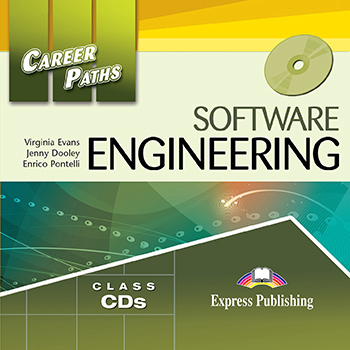 CAREER
PATHS
Virginia Evans
Jenny Dooley
Enrico Pontelli
SOFTWARE
ENGINEERING
CLASS
CDs
Express Publishing